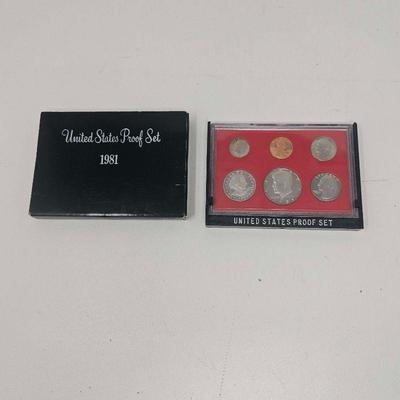 United States Proof Set
1981
UNITED STATES PROOF SET